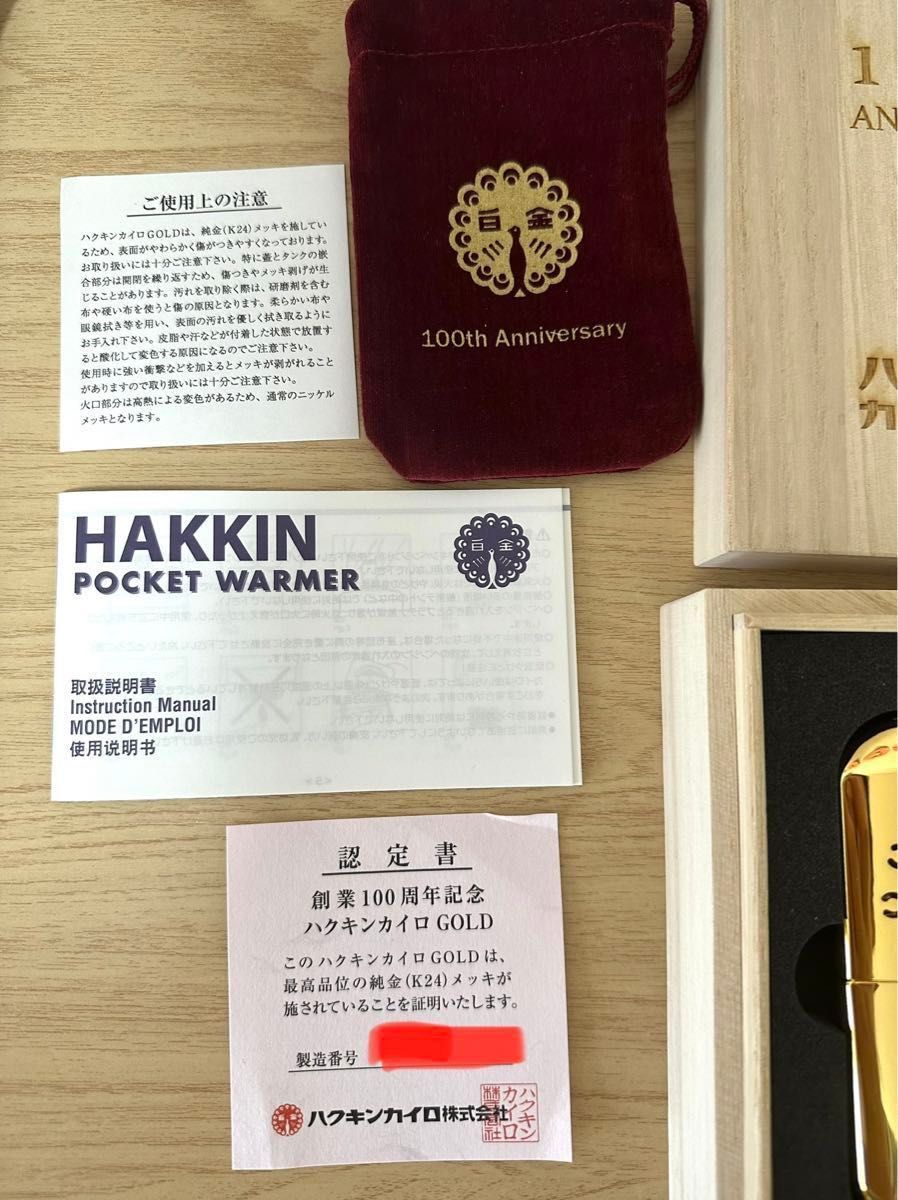 ご使用上の注意
ハクキンカイロGOLDは、純金(K24)メッキを施してい
るため、表面がやわらかく傷がつきやすくなっております。
お取り扱いには十分ご注意下さい。特に蓋とタンクの嵌
合部分は開閉を繰り返すため、傷つきやメッキ剥げが生
じることがあります。汚れを取り除く際は、研磨剤を含む
布や硬い布を使うと傷の原因となります。柔らかい布や
眼鏡拭き等を用い、表面の汚れを優しく拭き取るように
お手入れ下さい。皮脂や汗などが付着した状態で放置す
ると酸化して変色する原因になるのでご注意下さい。
使用時に強い衝撃などを加えるとメッキが剥がれること
がありますので取り扱いには十分ご注意下さい。
火口部分は高熱による変色があるため、通常のニッケル
メッキとなります。
白金
100th Anniversary
1
AN
ハ
カ
HAKKIN
POCKET WARMER
白金
取扱説明書
Instruction Manual
MODE D'EMPLOI
使用说明书
認定書
創業100周年記念
ハクキンカイロ GOLD
このハクキンカイロGOLDは、
最高品位の純金(K24)メッキが
施されていることを証明いたします。
製造番号
ハクキンカイロ株式会社
ハクキン
カイロ
株式会社